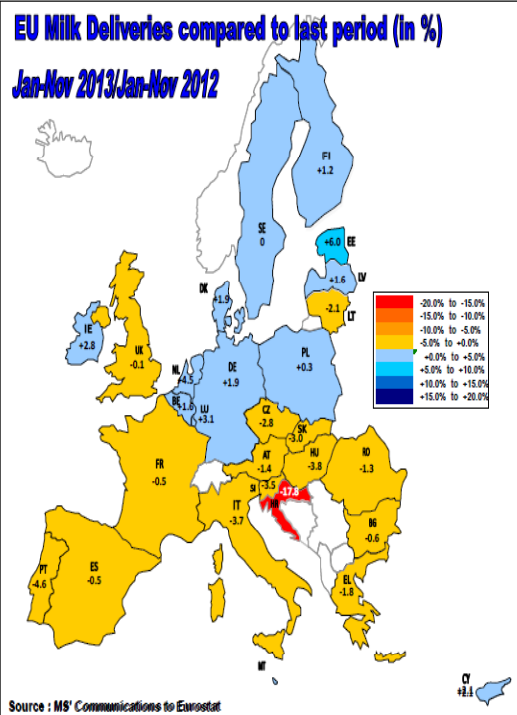 EU Milk Deliveries compared to last period (in %)
Jan-Nov 2013/Jan-Nov 2012
FI
+1.2
SE
0
+6.0 EE
+1.6 LV
-2.1
LT
DK
+1.9
IE
+2.8
UK
-0.1
NL
+4.5
BE
LU
+3.1
DE
+1.9
PL
+0.3
-20.0% to -15.0%
-15.0% to -10.0%
-10.0% to -5.0%
-5.0% to +0.0%
+0.0% to +5.0%
+5.0% to +10.0%
+10.0% to +15.0%
+15.0% to +20.0%
CZ
-2.8
SK
-3.0
AT
-1.4
HU
-3.8
RO
-1.3
FR
-0.5
SI
-3.5
-17.8
HR
IT
-3.7
BG
-0.6
PT
-4.6
ES
-0.5
EL
-1.8
MT
CY
Source : MS' Communications to Eurostat